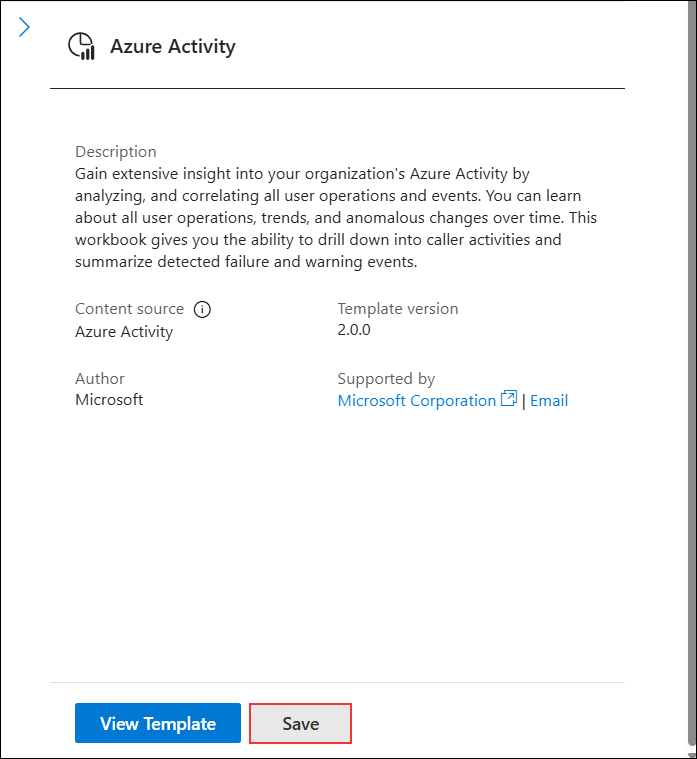 Azure Activity
Description
Gain extensive insight into your organization's Azure Activity by
analyzing, and correlating all user operations and events. You can learn
about all user operations, trends, and anomalous changes over time. This
workbook gives you the ability to drill down into caller activities and
summarize detected failure and warning events.
Content source
Azure Activity
Template version
2.0.0
Author
Microsoft
Supported by
Microsoft Corporation | Email
View Template
Save